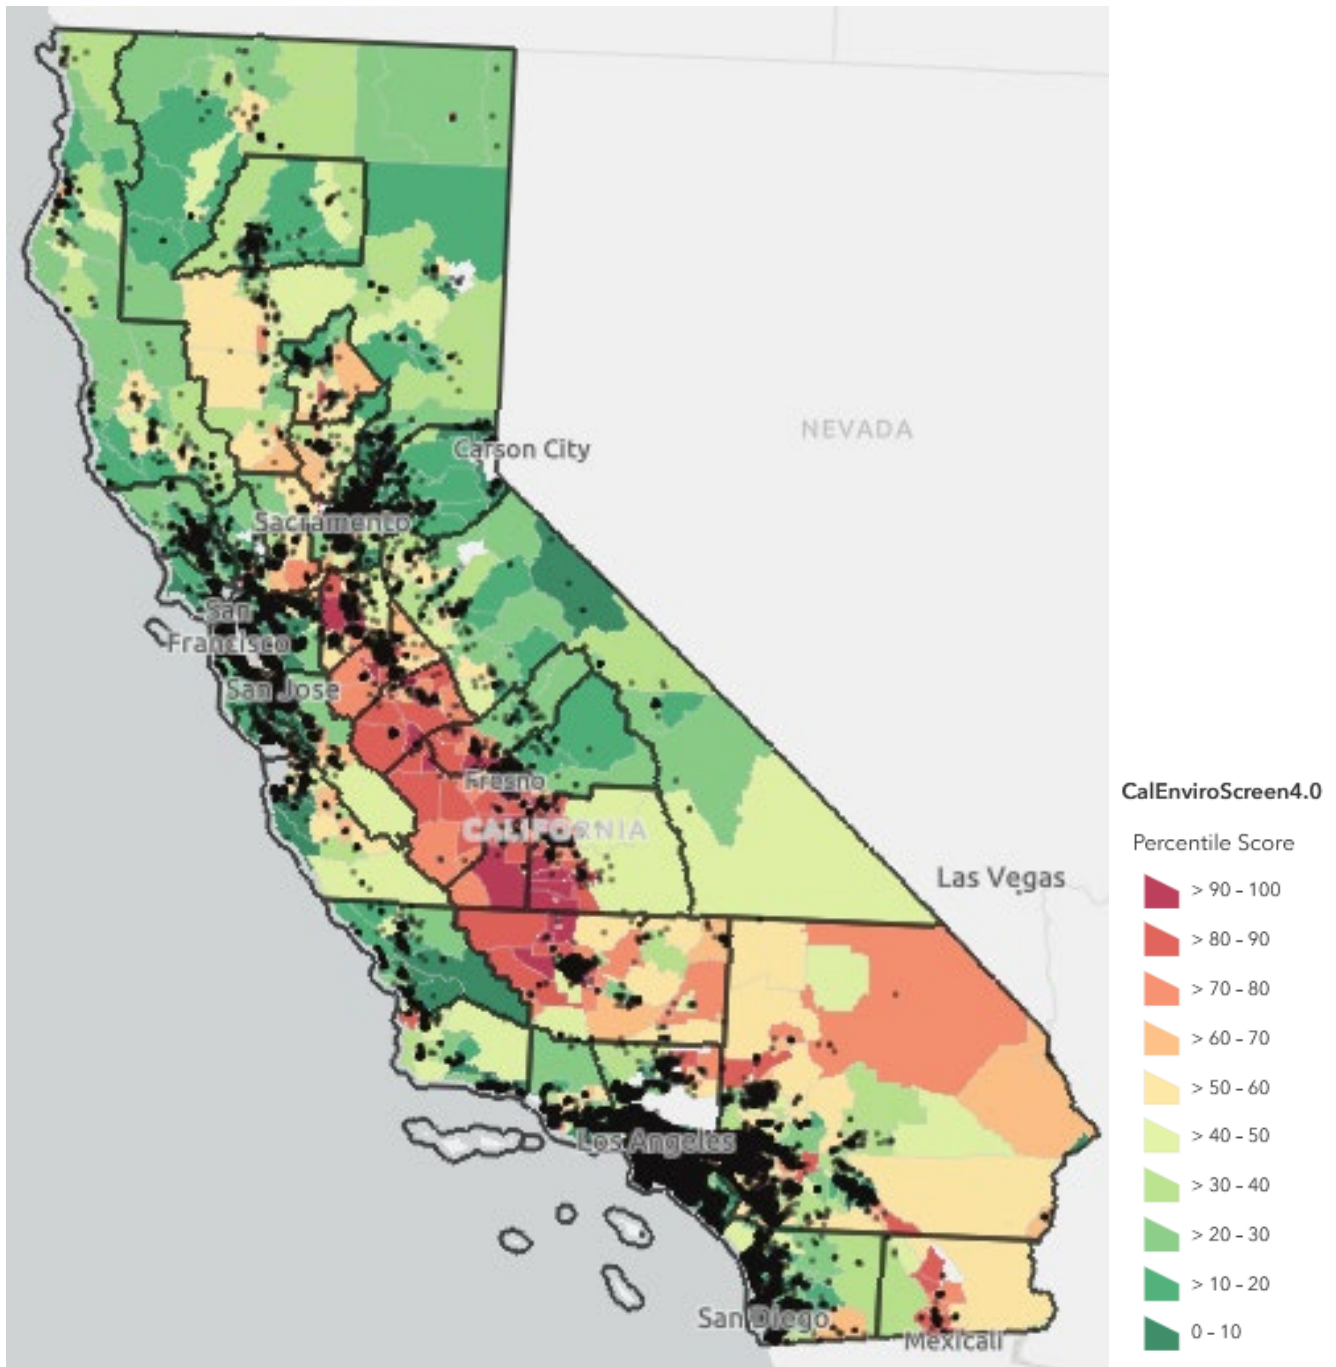 NEVADA
Carson City
Sacramento
San
Francisco
San Jose
Fresno
CALIFORNIA
Las Vegas
Los Angeles
San Diego
Mexicali
CalEnviroScreen4.0
Percentile Score
> 90 - 100
> 80 - 90
> 70 - 80
> 60 - 70
> 50 - 60
> 40 - 50
> 30 - 40
> 20 - 30
> 10 - 20
0 - 10